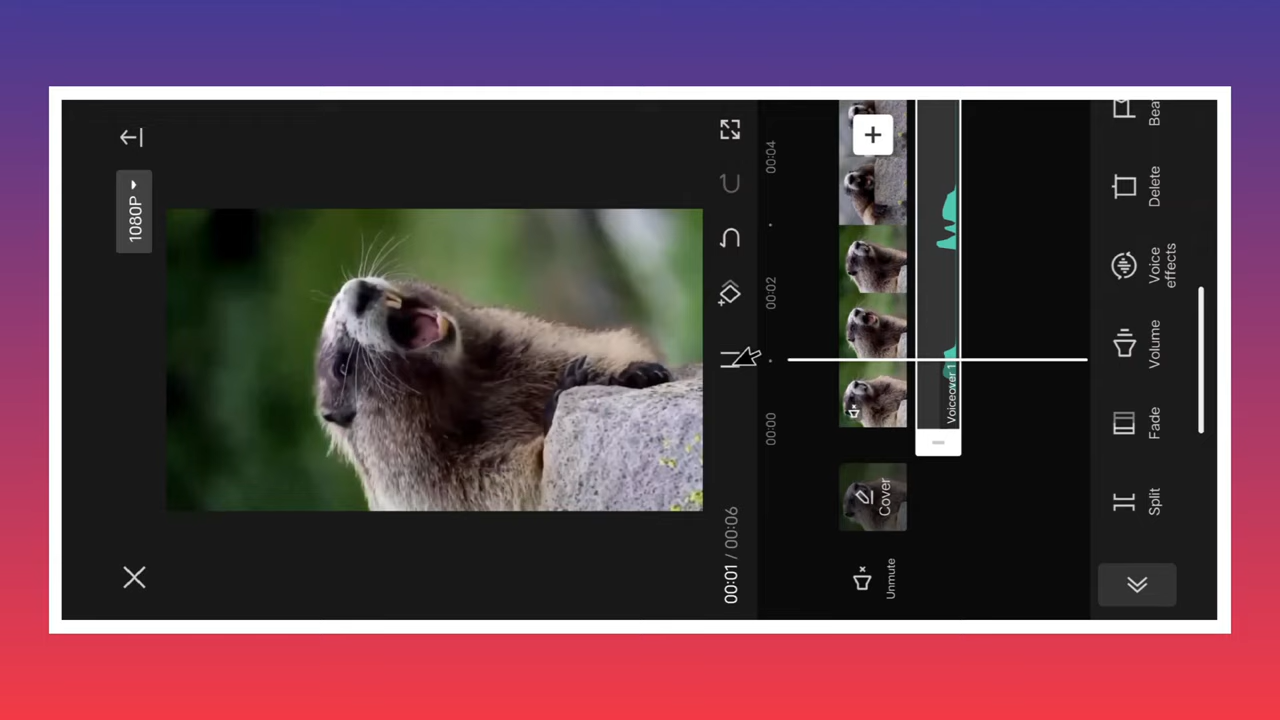 1080P
00:01 / 00:06
00:00
00:02
00:04
Cover
Unmute
Voiceover 1
Split
Fade
Volume
Voice
effects
Delete
Bea